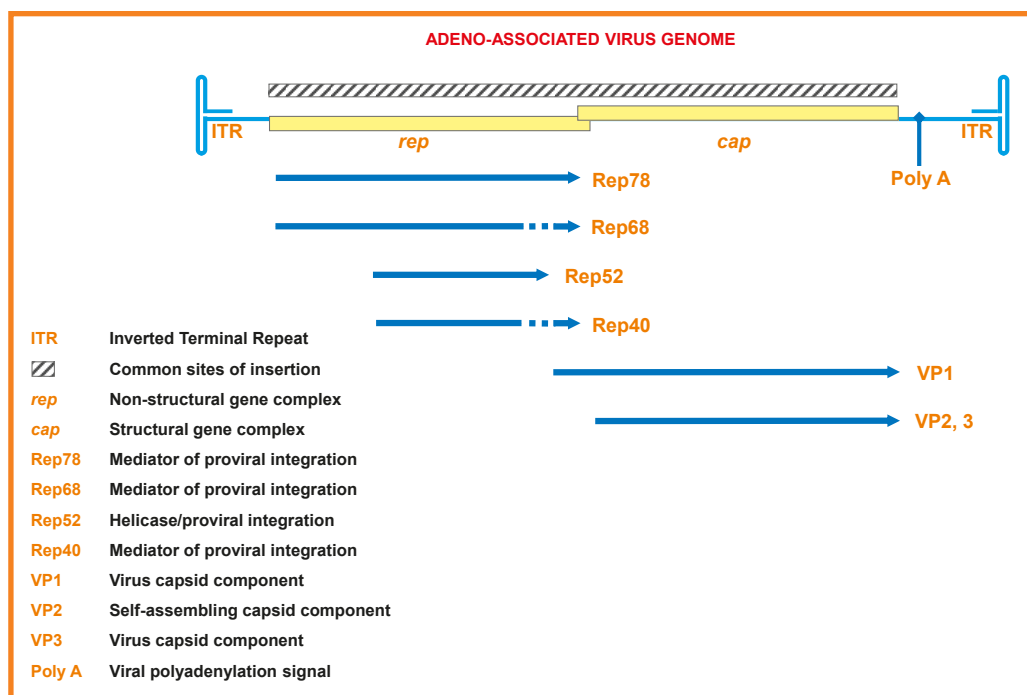 ADENO-ASSOCIATED VIRUS GENOME
ITR
ITR
rep
cap
Poly A
Rep78
Rep68
Rep52
Rep40
VP1
VP2, 3
ITR Inverted Terminal Repeat
Common sites of insertion
rep Non-structural gene complex
cap Structural gene complex
Rep78 Mediator of proviral integration
Rep68 Mediator of proviral integration
Rep52 Helicase/proviral integration
Rep40 Mediator of proviral integration
VP1 Virus capsid component
VP2 Self-assembling capsid component
VP3 Virus capsid component
Poly A Viral polyadenylation signal